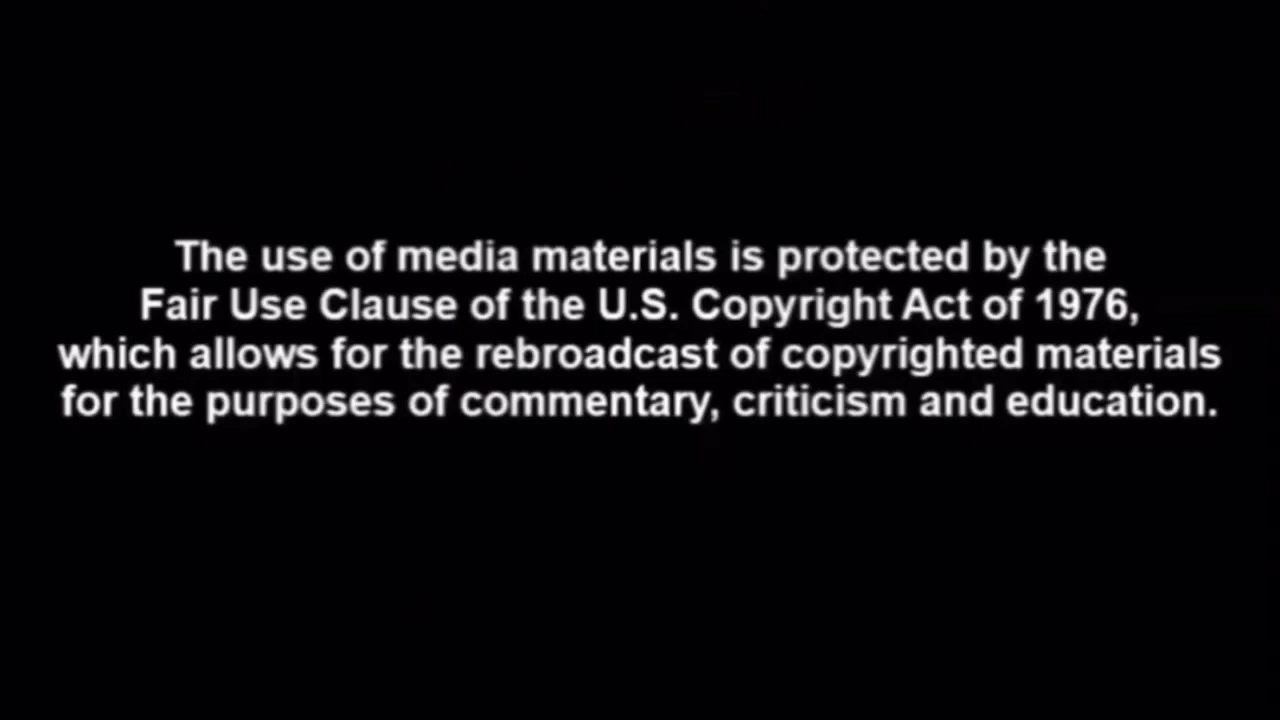 The use of media materials is protected by the
Fair Use Clause of the U.S. Copyright Act of 1976,
which allows for the rebroadcast of copyrighted materials
for the purposes of commentary, criticism and education.